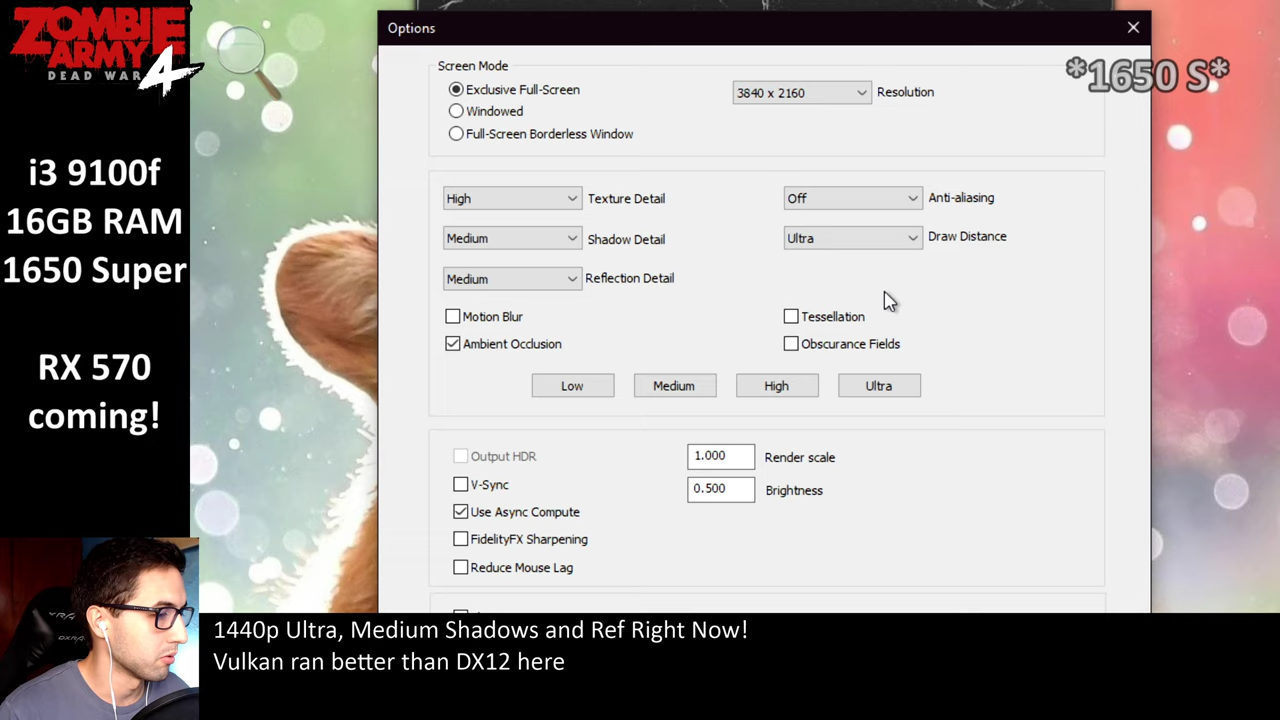 ZOMBIE
ARMY
DEAD WAR 4
i3 9100f
16GB RAM
1650 Super
RX 570
coming!
Options
*1650 S*
Screen Mode
Exclusive Full-Screen
3840 x 2160 Resolution
Windowed
Full-Screen Borderless Window
High Texture Detail Off Anti-aliasing
Medium Shadow Detail Ultra Draw Distance
Medium Reflection Detail
Motion Blur Tessellation
Ambient Occlusion Obscurance Fields
Low Medium High Ultra
Output HDR 1.000 Render scale
V-Sync 0.500 Brightness
Use Async Compute
FidelityFX Sharpening
Reduce Mouse Lag
DXRA
1440p Ultra, Medium Shadows and Ref Right Now!
Vulkan ran better than DX12 here